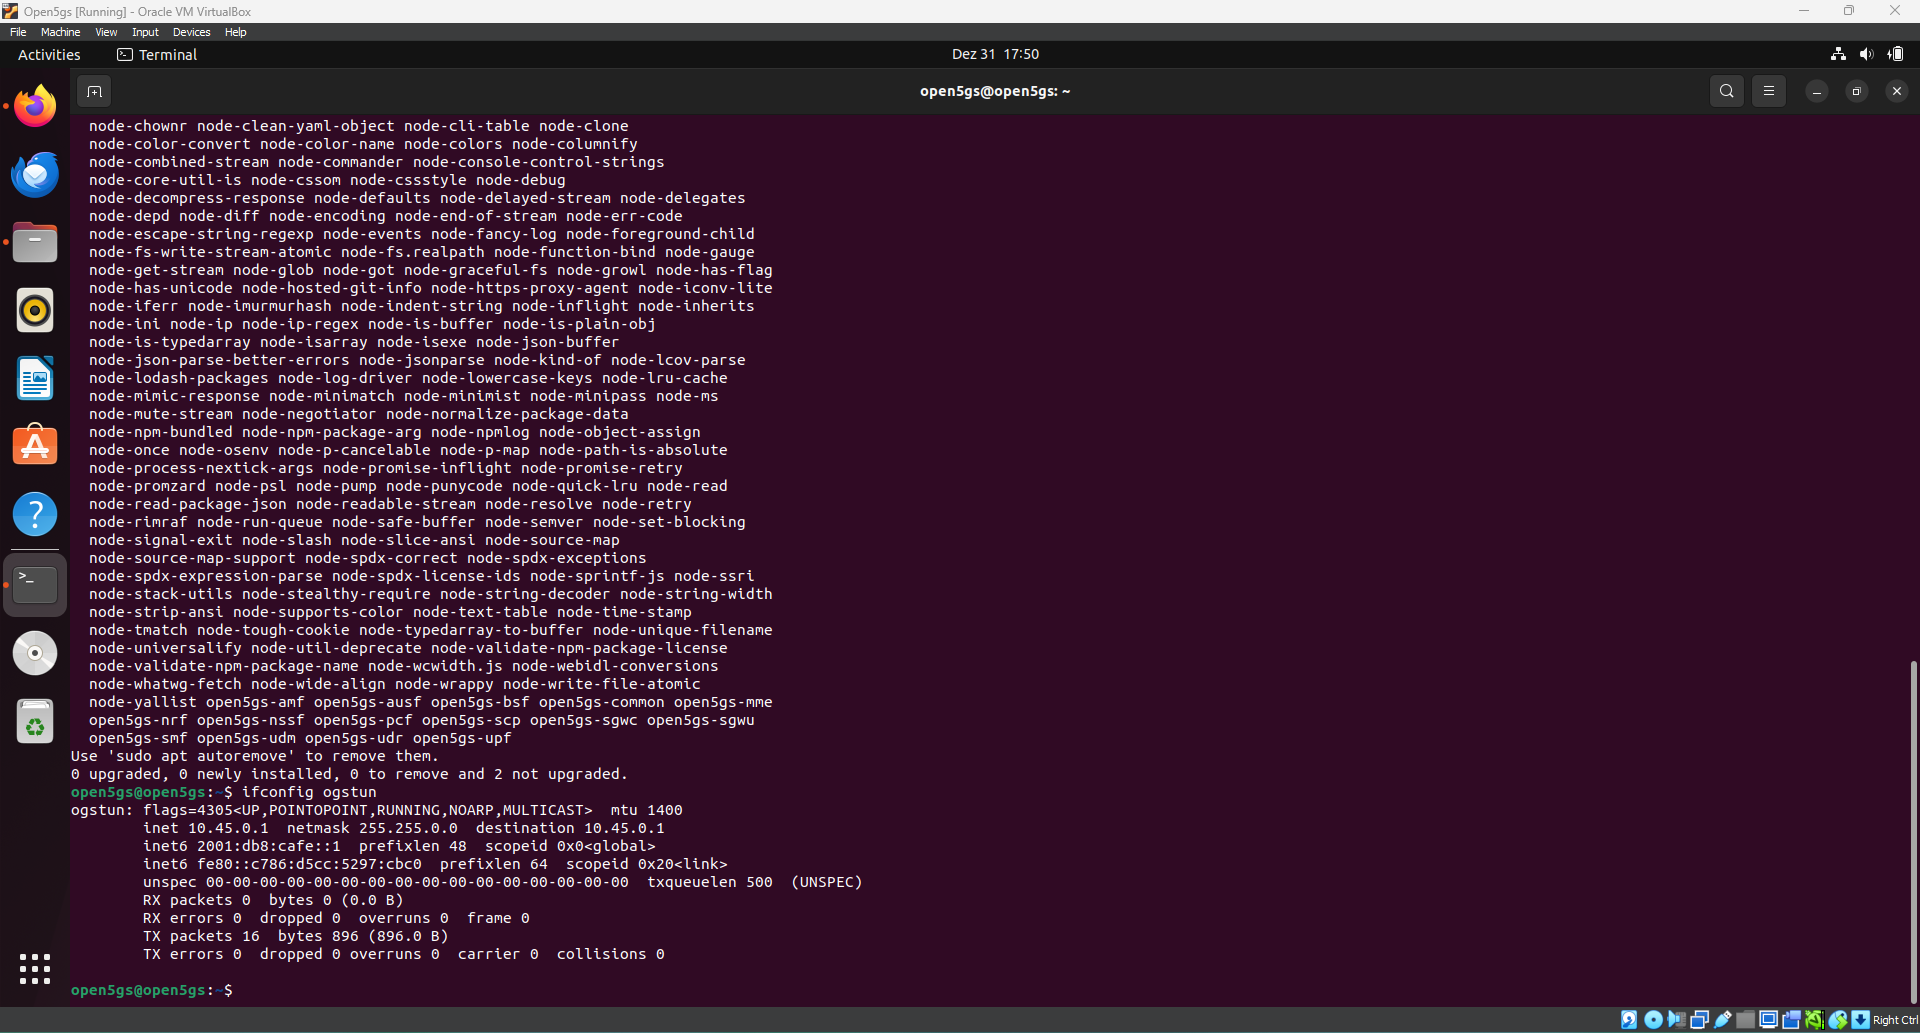 Open5gs [Running] - Oracle VM VirtualBox
File Machine View Input Devices Help
Activities Terminal Dez 31 17:50
open5gs@open5gs: ~
node-chownr node-clean-yaml-object node-cli-table node-clone
node-color-convert node-color-name node-colors node-columnify
node-combined-stream node-commander node-console-control-strings
node-core-util-is node-cssom node-cssstyle node-debug
node-decompress-response node-defaults node-delayed-stream node-delegates
node-depd node-diff node-encoding node-end-of-stream node-err-code
node-escape-string-regexp node-events node-fancy-log node-foreground-child
node-fs-write-stream-atomic node-fs.realpath node-function-bind node-gauge
node-get-stream node-glob node-got node-graceful-fs node-growl node-has-flag
node-has-unicode node-hosted-git-info node-https-proxy-agent node-iconv-lite
node-iferr node-imurmurhash node-indent-string node-inflight node-inherits
node-ini node-ip node-ip-regex node-is-buffer node-is-plain-obj
node-is-typedarray node-isarray node-isexe node-json-buffer
node-json-parse-better-errors node-jsonparse node-kind-of node-lcov-parse
node-lodash-packages node-log-driver node-lowercase-keys node-lru-cache
node-mimic-response node-minimatch node-minimist node-minipass node-ms
node-mute-stream node-negotiator node-normalize-package-data
node-npm-bundled node-npm-package-arg node-npmlog node-object-assign
node-once node-osenv node-p-cancelable node-p-map node-path-is-absolute
node-process-nextick-args node-promise-inflight node-promise-retry
node-promzard node-psl node-pump node-punycode node-quick-lru node-read
node-read-package-json node-readable-stream node-resolve node-retry
node-rimraf node-run-queue node-safe-buffer node-semver node-set-blocking
node-signal-exit node-slash node-slice-ansi node-source-map
node-source-map-support node-spdx-correct node-spdx-exceptions
node-spdx-expression-parse node-spdx-license-ids node-sprintf-js node-ssri
node-stack-utils node-stealthy-require node-string-decoder node-string-width
node-strip-ansi node-supports-color node-text-table node-time-stamp
node-tmatch node-tough-cookie node-typedarray-to-buffer node-unique-filename
node-universalify node-util-deprecate node-validate-npm-package-license
node-validate-npm-package-name node-wcwidth.js node-webidl-conversions
node-whatwg-fetch node-wide-align node-wrappy node-write-file-atomic
node-yallist open5gs-amf open5gs-ausf open5gs-bsf open5gs-common open5gs-mme
open5gs-nrf open5gs-nssf open5gs-pcf open5gs-scp open5gs-sgwc open5gs-sgwu
open5gs-smf open5gs-udm open5gs-udr open5gs-upf
Use 'sudo apt autoremove' to remove them.
0 upgraded, 0 newly installed, 0 to remove and 2 not upgraded.
open5gs@open5gs:~$ ifconfig ogstun
ogstun: flags=4305<UP,POINTOPOINT,RUNNING,NOARP,MULTICAST>  mtu 1400
inet 10.45.0.1  netmask 255.255.0.0  destination 10.45.0.1
inet6 2001:db8:cafe::1  prefixlen 48  scopeid 0x0<global>
inet6 fe80::c786:d5cc:5297:cbc0  prefixlen 64  scopeid 0x20<link>
unspec 00-00-00-00-00-00-00-00-00-00-00-00-00-00-00-00  txqueuelen 500  (UNSPEC)
RX packets 0  bytes 0 (0.0 B)
RX errors 0  dropped 0  overruns 0  frame 0
TX packets 16  bytes 896 (896.0 B)
TX errors 0  dropped 0 overruns 0  carrier 0  collisions 0
open5gs@open5gs:~$
Right Ctrl